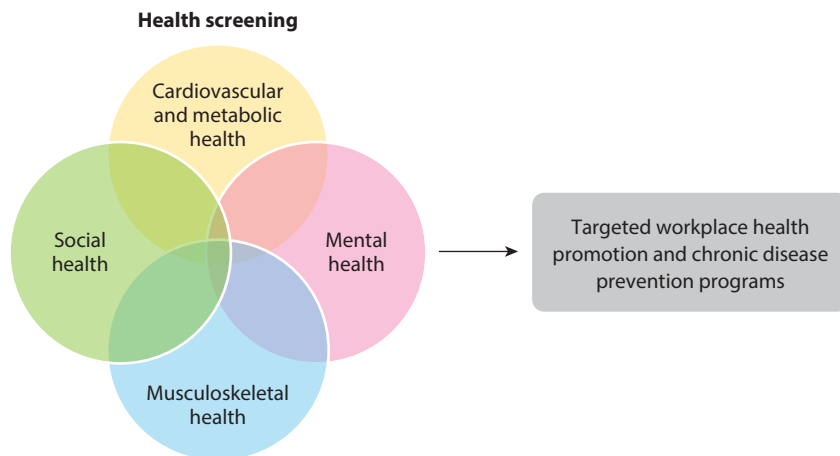 Health screening
Cardiovascular
and metabolic
health
Social
health
Mental
health
Musculoskeletal
health
Targeted workplace health
promotion and chronic disease
prevention programs